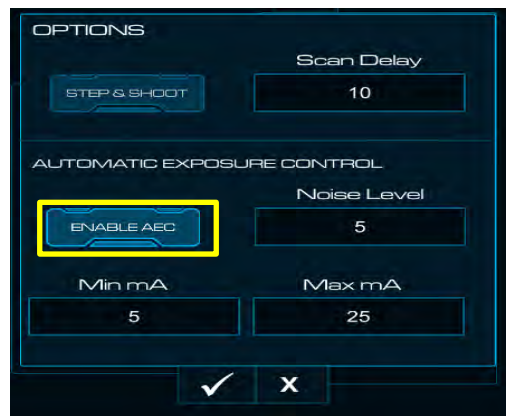 OPTIONS
Scan Delay
STEP & SHOOT
10
AUTOMATIC EXPOSURE CONTROL
Noise Level
ENABLE AEC
5
Min mA
Max mA
5
25
X